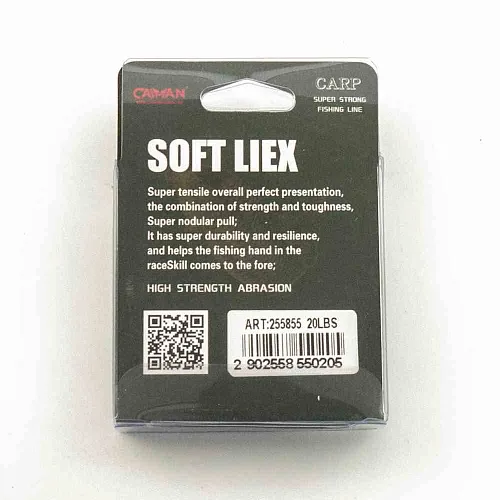 CAIMAN
CARP
SUPER STRONG
FISHING LINE
SOFT LIEX
Super tensile overall perfect presentation,
the combination of strength and toughness,
Super nodular pull;
It has super durability and resilience,
and helps the fishing hand in the
raceSkill comes to the fore;
HIGH STRENGTH ABRASION
ART:255855 20LBS
2 902558 550205